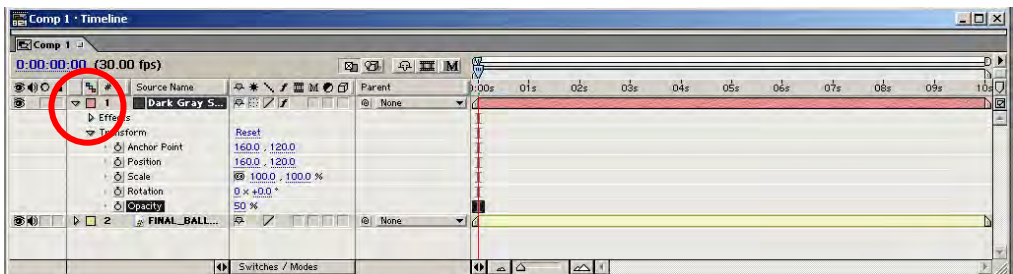 Comp 1 • Timeline
Comp 1
0:00:00:00 (30.00 fps) M
# Source Name Parent :00s 01s 02s 03s 04s 05s 06s 07s 08s 09s 10s
1 Dark Gray S... None
Effects
Transform Reset
Anchor Point 160.0 , 120.0
Position 160.0 , 120.0
Scale 100.0 , 100.0 %
Rotation 0 x +0.0 °
Opacity 50 %
2 FINAL_BALL... None
Switches / Modes